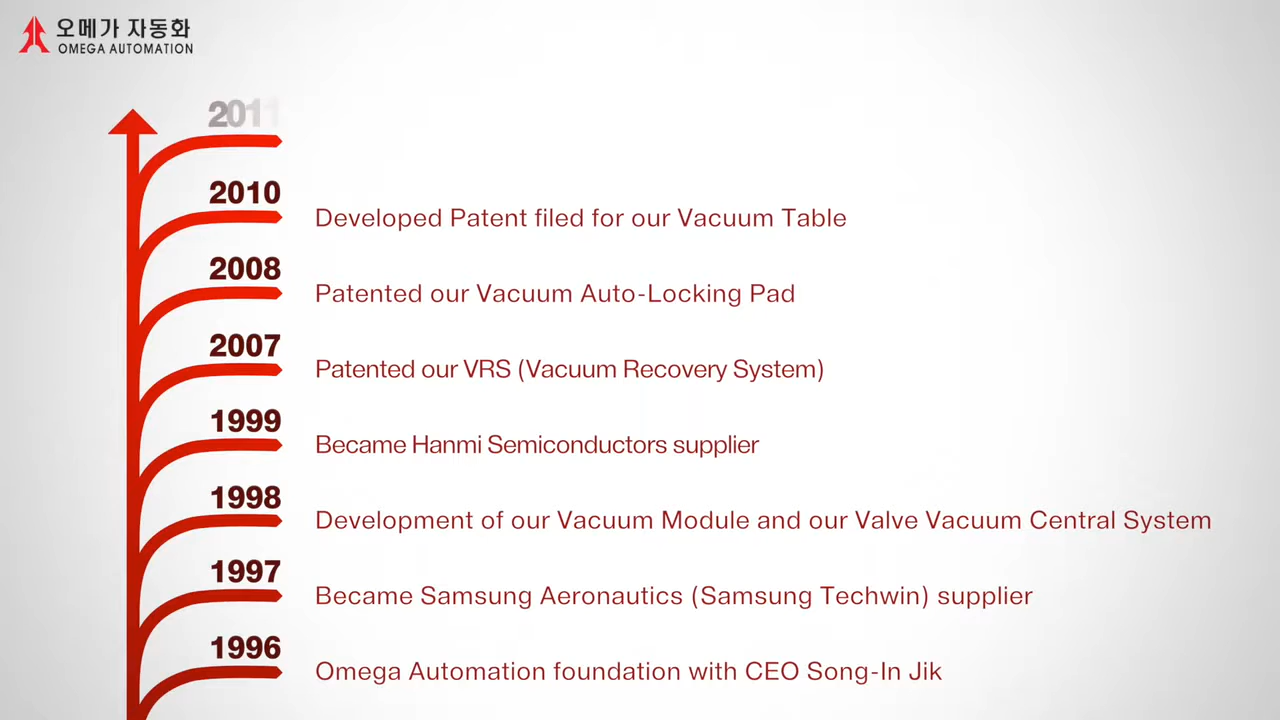 오메가 자동화
OMEGA AUTOMATION
2011
2010
Developed Patent filed for our Vacuum Table
2008
Patented our Vacuum Auto-Locking Pad
2007
Patented our VRS (Vacuum Recovery System)
1999
Became Hanmi Semiconductors supplier
1998
Development of our Vacuum Module and our Valve Vacuum Central System
1997
Became Samsung Aeronautics (Samsung Techwin) supplier
1996
Omega Automation foundation with CEO Song-In Jik